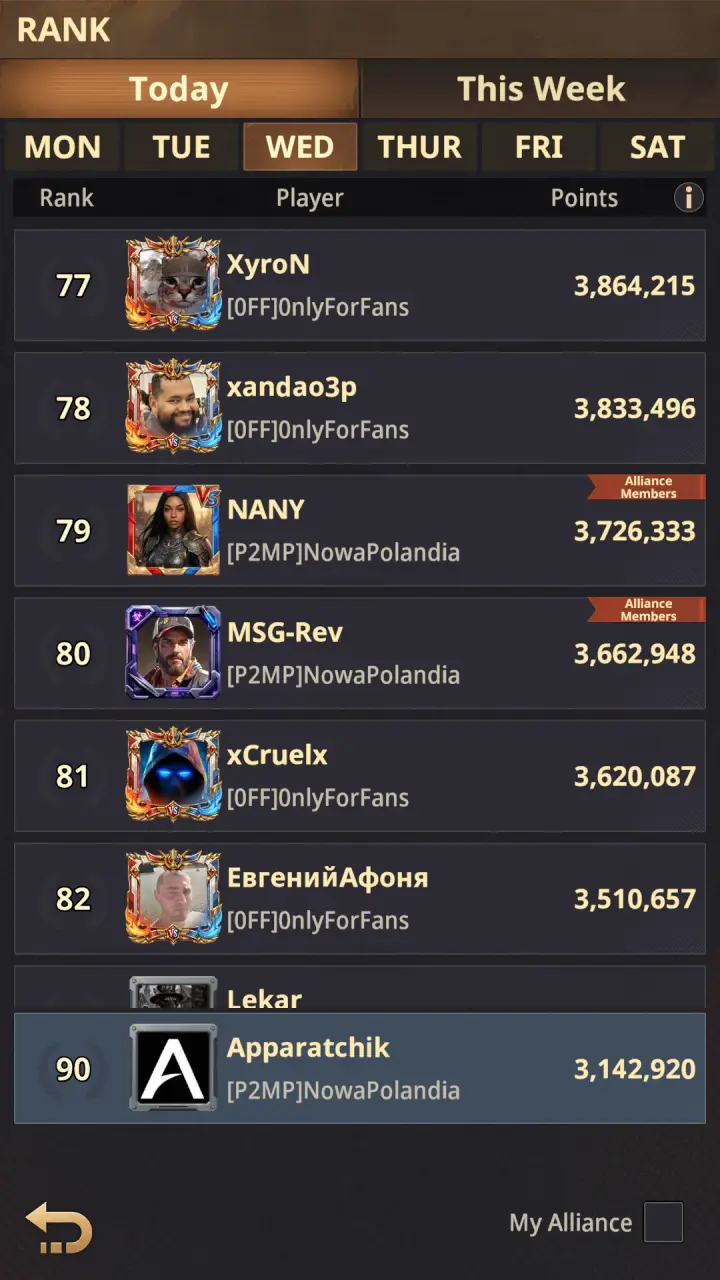 RANK
Today
This Week
MON
TUE
WED
THUR
FRI
SAT
Rank
Player
Points
77
XyroN
[0FF]0nlyForFans
3,864,215
78
xandao3p
[0FF]0nlyForFans
3,833,496
Alliance
Members
79
NANY
[P2MP]NowaPolandia
3,726,333
Alliance
Members
80
MSG-Rev
[P2MP]NowaPolandia
3,662,948
81
xCruelx
[0FF]0nlyForFans
3,620,087
82
ЕвгенийАфоня
[0FF]0nlyForFans
3,510,657
Lekar
90
Apparatchik
[P2MP]NowaPolandia
3,142,920
My Alliance